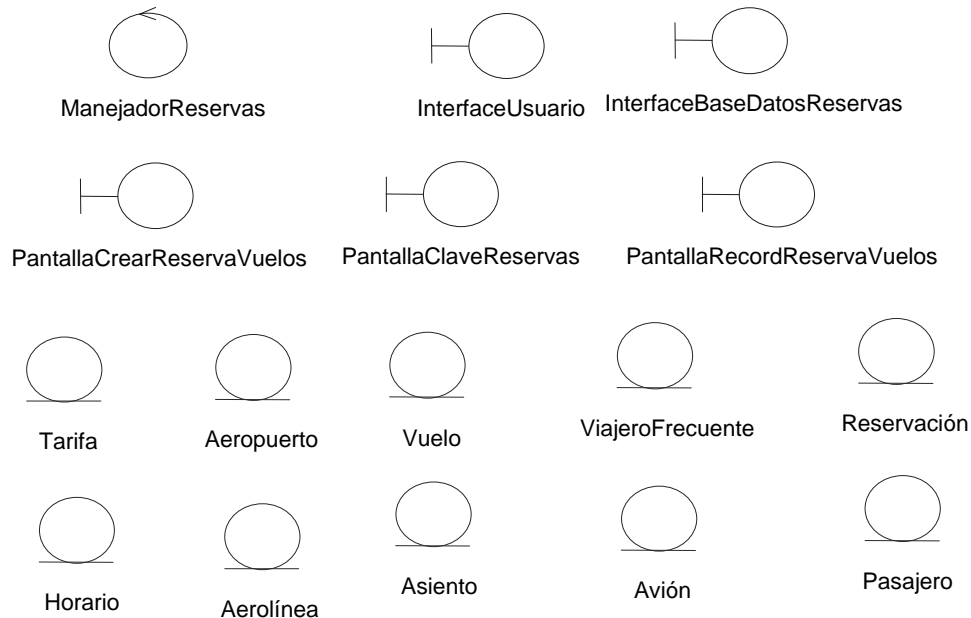 ManejadorReservas
InterfaceUsuario
InterfaceBaseDatosReservas
PantallaCrearReservaVuelos
PantallaClaveReservas
PantallaRecordReservaVuelos
Tarifa
Aeropuerto
Vuelo
ViajeroFrecuente
Reservación
Horario
Aerolínea
Asiento
Avión
Pasajero